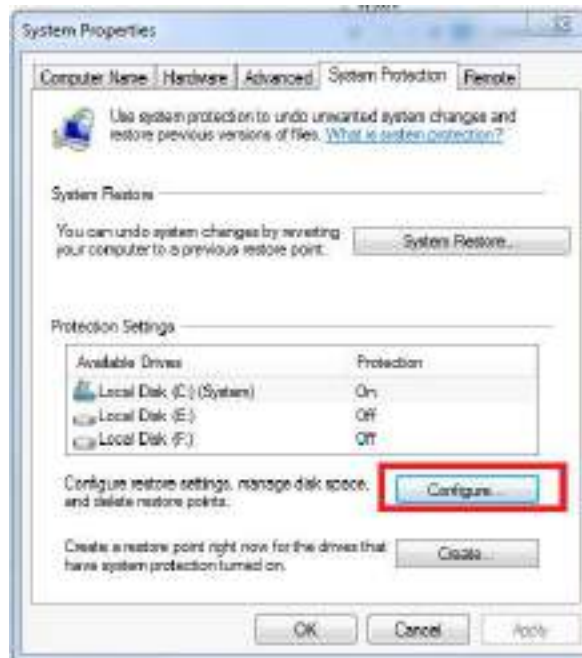 System Properties
Computer Name Hardware Advanced System Protection Remote
Use system protection to undo unwanted system changes and
restore previous versions of files. What is system protection?
System Restore
You can undo system changes by reverting
your computer to a previous restore point.
System Restore...
Protection Settings
Available Drives Protection
Local Disk (C:) (System) On
Local Disk (E:) Off
Local Disk (F:) Off
Configure restore settings, manage disk space,
and delete restore points.
Configure...
Create a restore point right now for the drives that
have system protection turned on.
Create...
OK Cancel Apply